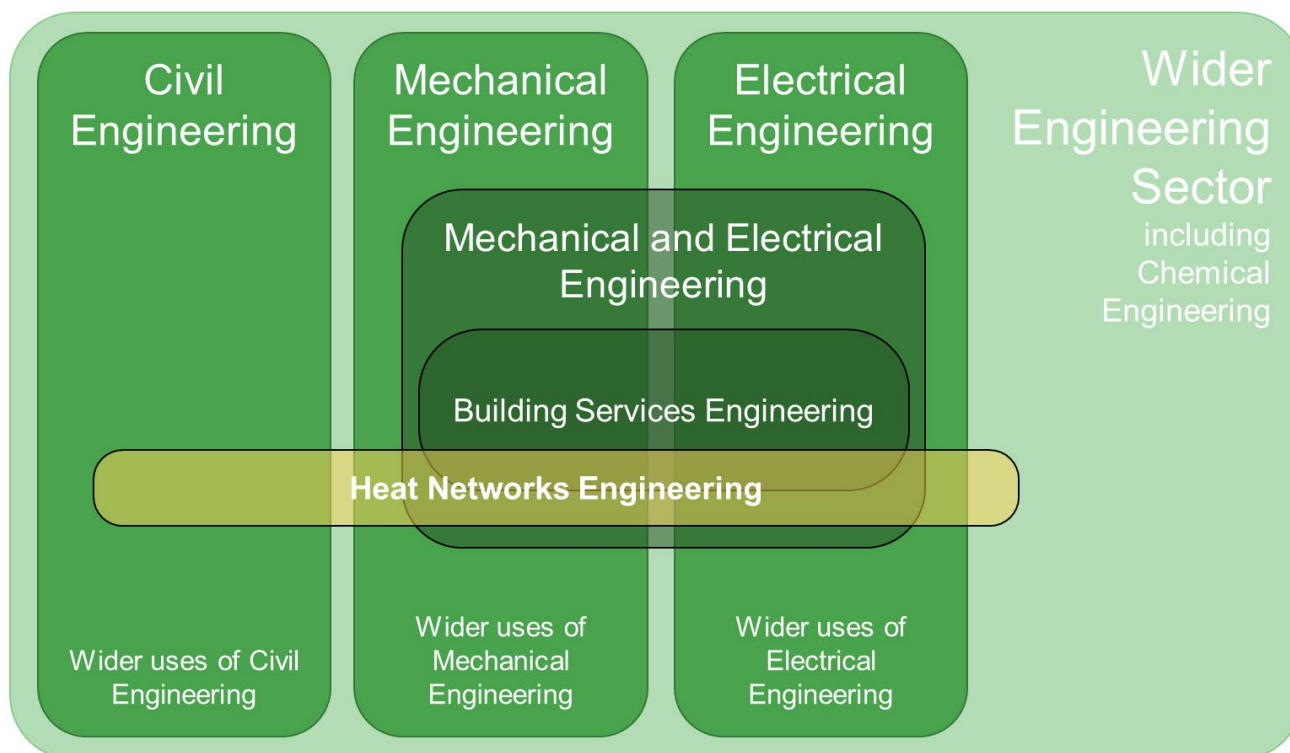 Civil
Engineering
Mechanical
Engineering
Electrical
Engineering
Wider
Engineering
Sector
including
Chemical
Engineering
Mechanical and Electrical
Engineering
Building Services Engineering
Heat Networks Engineering
Wider uses of Civil
Engineering
Wider uses of
Mechanical
Engineering
Wider uses of
Electrical
Engineering